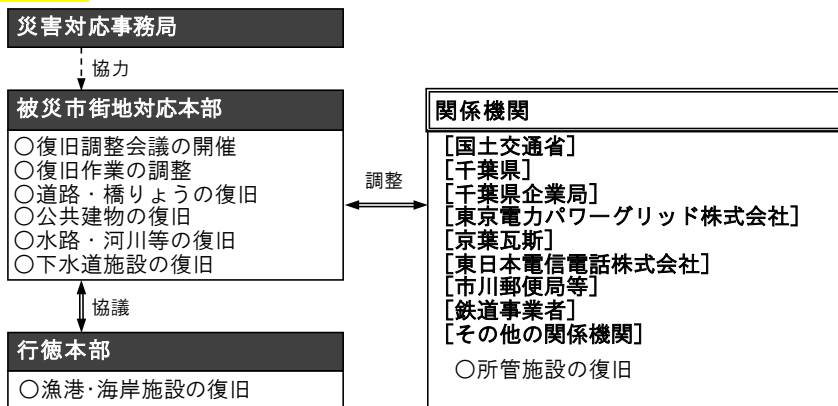 災害対応事務局
協力
被災市街地対応本部
○復旧調整会議の開催
○復旧作業の調整
○道路・橋りょうの復旧
○公共建物の復旧
○水路・河川等の復旧
○下水道施設の復旧
協議
行徳本部
○漁港・海岸施設の復旧
調整
関係機関
[国土交通省]
[千葉県]
[千葉県企業局]
[東京電力パワーグリッド株式会社]
[京葉瓦斯]
[東日本電信電話株式会社]
[市川郵便局等]
[鉄道事業者]
[その他の関係機関]
○所管施設の復旧